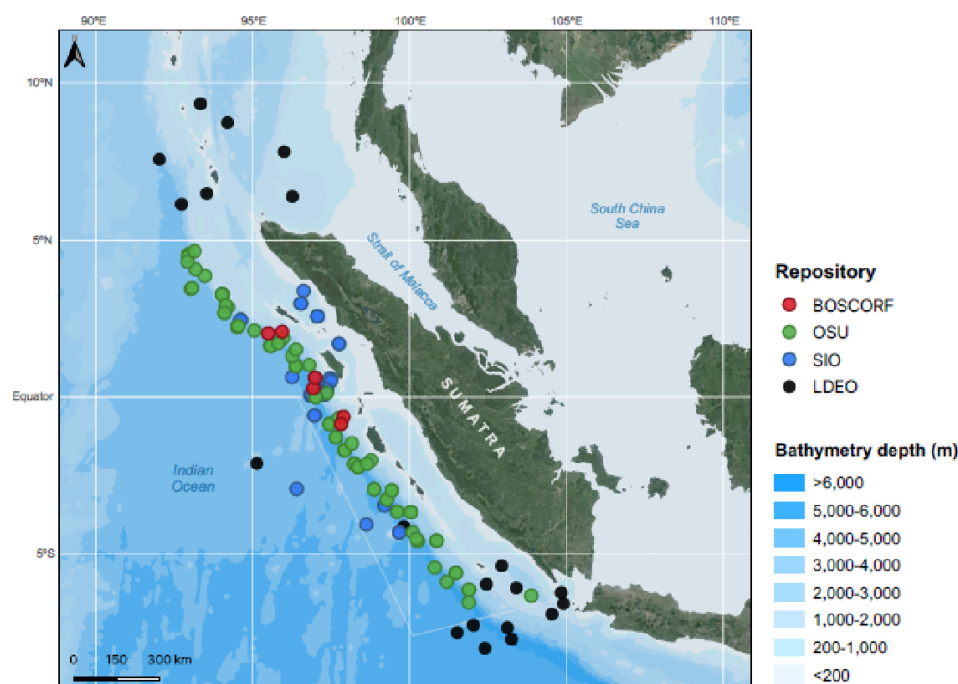 90°E 95°E 100°E 105°E 110°E
N
10°N
5°N
Equator
5°S
South China
Sea
Strait of Malacca
SUMATRA
Indian
Ocean
0 150 300 km
Repository
BOSCORF
OSU
SIO
LDEO
Bathymetry depth (m)
>6,000
5,000-6,000
4,000-5,000
3,000-4,000
2,000-3,000
1,000-2,000
200-1,000
<200